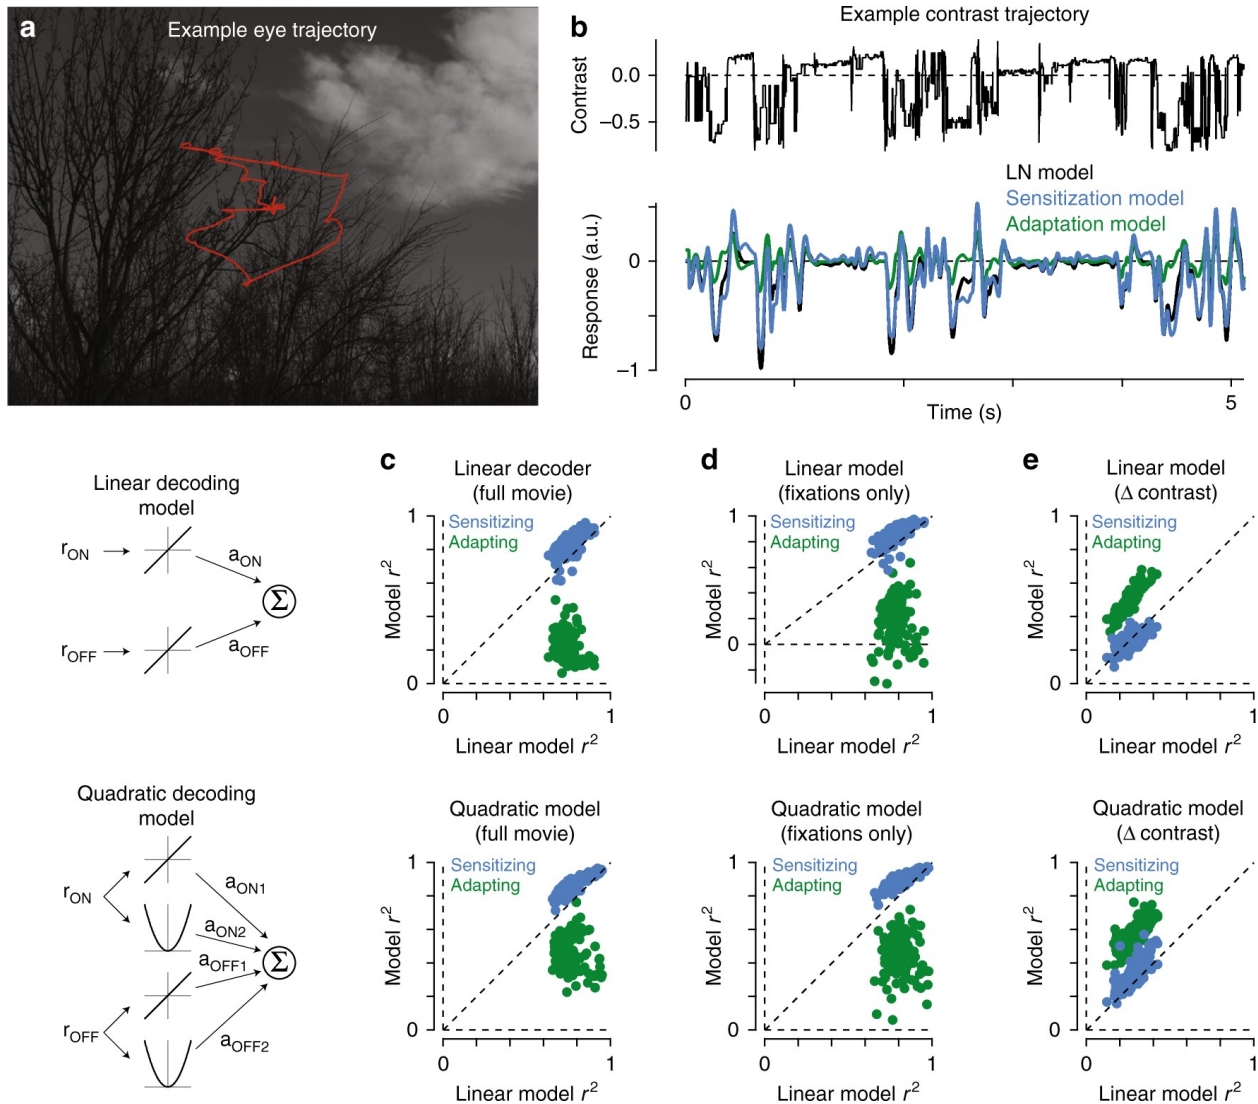 a
Example eye trajectory
b
Example contrast trajectory
Contrast
0.0
−0.5
LN model
Sensitization model
Adaptation model
Response (a.u.)
0
−1
0
5
Time (s)
Linear decoding
model
rON
aON
Σ
rOFF
aOFF
c
Linear decoder
(full movie)
1
Sensitizing
Adapting
Model r²
0
0
1
Linear model r²
d
Linear model
(fixations only)
1
Sensitizing
Adapting
Model r²
0
0
1
Linear model r²
e
Linear model
(Δ contrast)
1
Sensitizing
Adapting
Model r²
0
0
1
Linear model r²
Quadratic decoding
model
rON
aON1
aON2
Σ
aOFF1
rOFF
aOFF2
Quadratic model
(full movie)
1
Sensitizing
Adapting
Model r²
0
0
1
Linear model r²
Quadratic model
(fixations only)
1
Sensitizing
Adapting
Model r²
0
0
1
Linear model r²
Quadratic model
(Δ contrast)
1
Sensitizing
Adapting
Model r²
0
0
1
Linear model r²